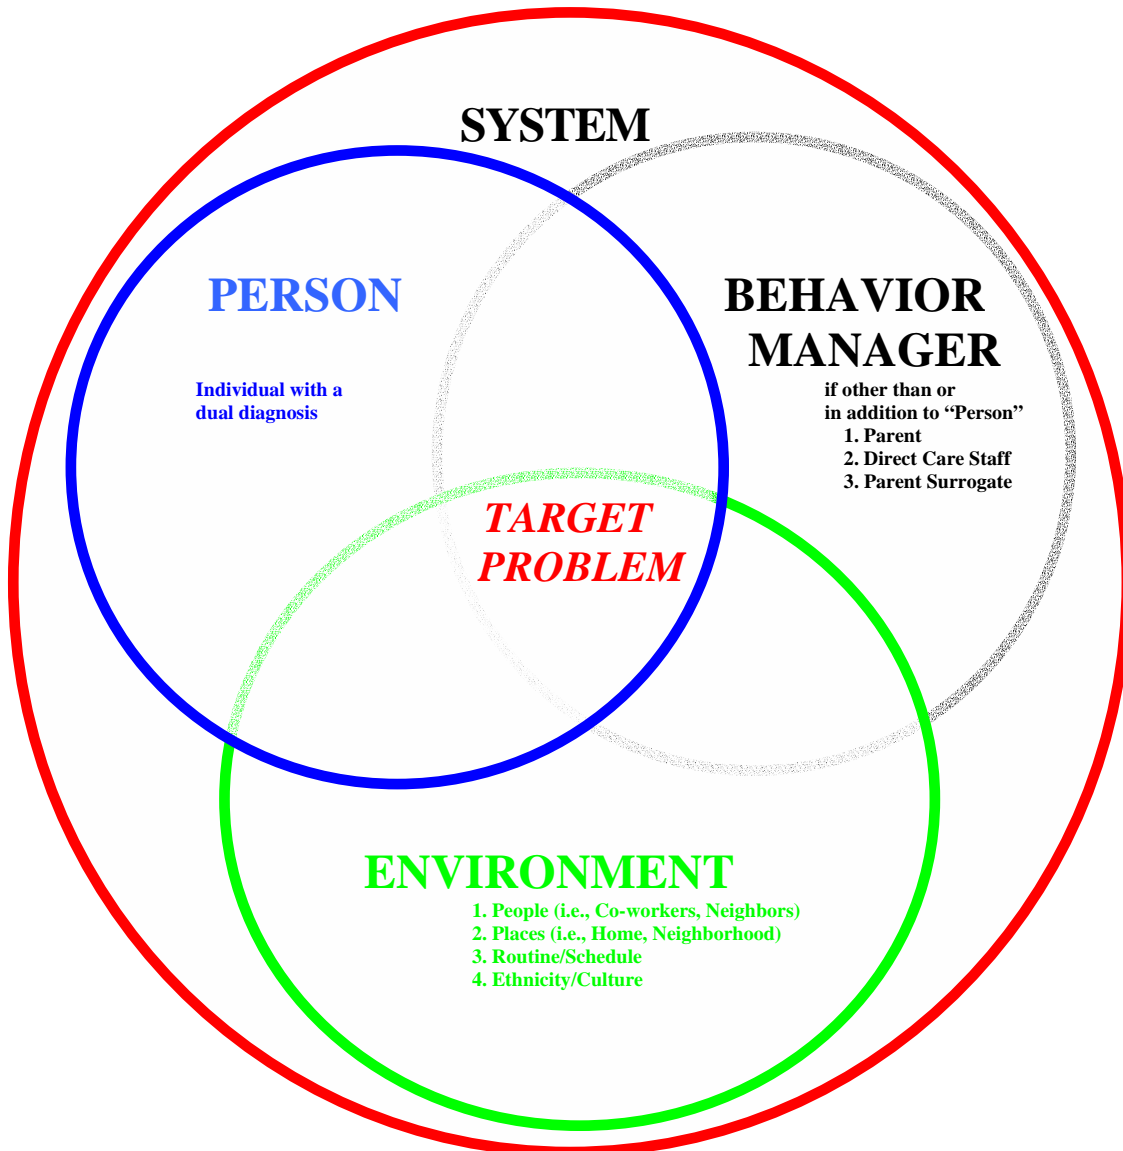 SYSTEM
PERSON
Individual with a
dual diagnosis
BEHAVIOR
MANAGER
if other than or
in addition to “Person”
1. Parent
2. Direct Care Staff
3. Parent Surrogate
TARGET
PROBLEM
ENVIRONMENT
1. People (i.e., Co-workers, Neighbors)
2. Places (i.e., Home, Neighborhood)
3. Routine/Schedule
4. Ethnicity/Culture